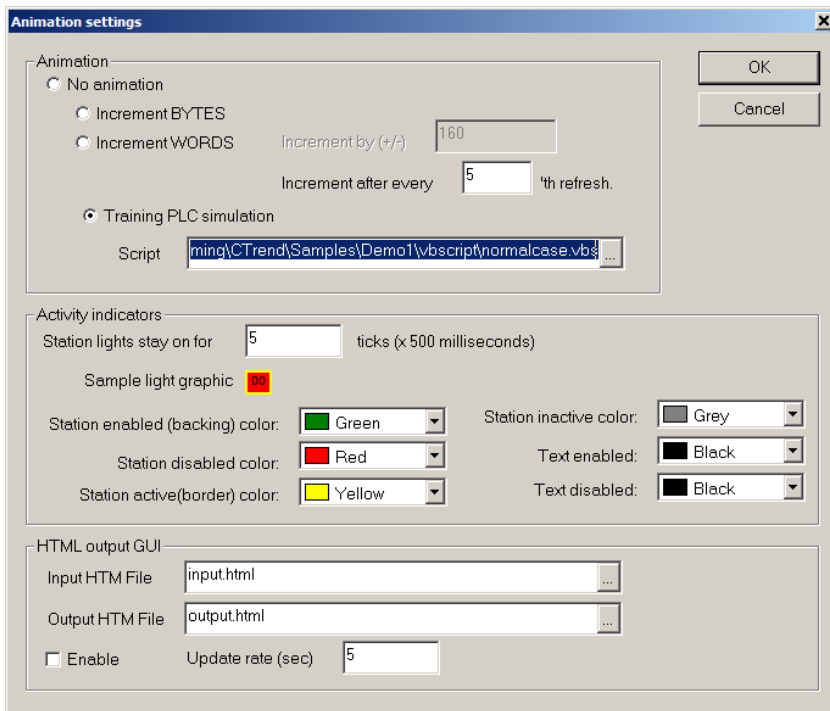 Animation settings
Animation
OK
Cancel
No animation
Increment BYTES
Increment WORDS
Increment by (+/-)
160
Increment after every
5
'th refresh.
Training PLC simulation
Script
ming\CTrend\Samples\Demo1\vbscript\normalcase.vbs
...
Activity indicators
Station lights stay on for
5
ticks (x 500 milliseconds)
Sample light graphic
00
Station enabled (backing) color:
Green
Station inactive color:
Grey
Station disabled color:
Red
Text enabled:
Black
Station active(border) color:
Yellow
Text disabled:
Black
HTML output GUI
Input HTM File
input.html
...
Output HTM File
output.html
...
Enable
Update rate (sec)
5